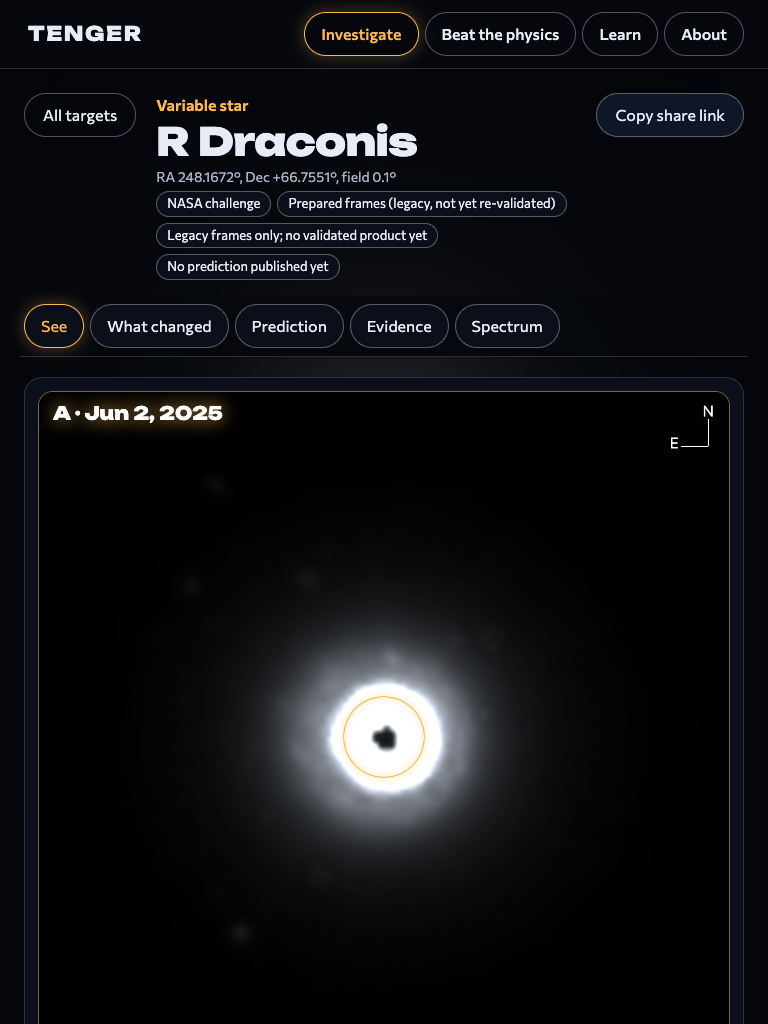 TENGER
Investigate
Beat the physics
Learn
About
All targets
Variable star
R Draconis
RA 248.1672°, Dec +66.7551°, field 0.1°
NASA challenge
Prepared frames (legacy, not yet re-validated)
Legacy frames only; no validated product yet
No prediction published yet
Copy share link
See
What changed
Prediction
Evidence
Spectrum
A · Jun 2, 2025
N
E